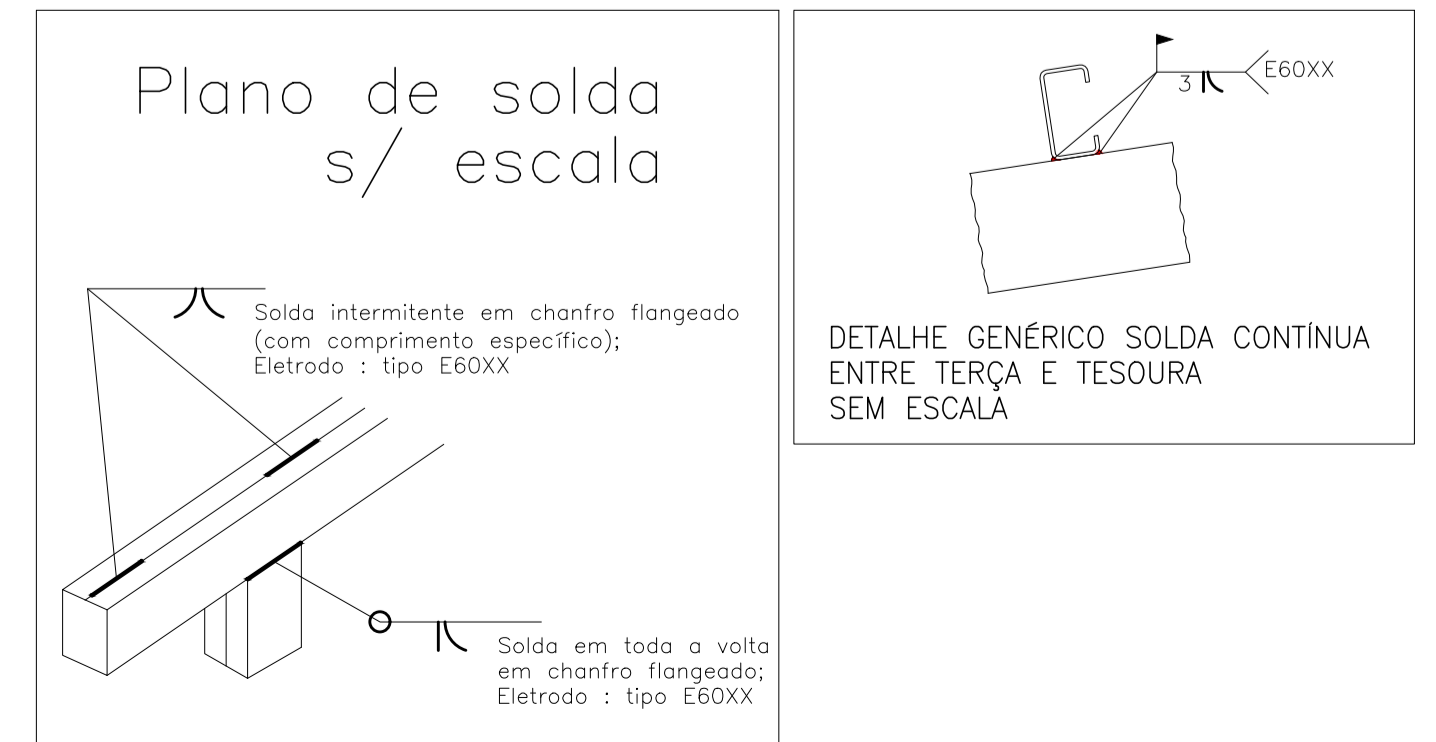 Plano de solda
s/ escala
Solda intermitente em chanfro flangeado
(com comprimento específico);
Eletrodo : tipo E60XX
Solda em toda a volta
em chanfro flangeado;
Eletrodo : tipo E60XX
E60XX
3
DETALHE GENÉRICO SOLDA CONTÍNUA
ENTRE TERÇA E TESOURA
SEM ESCALA